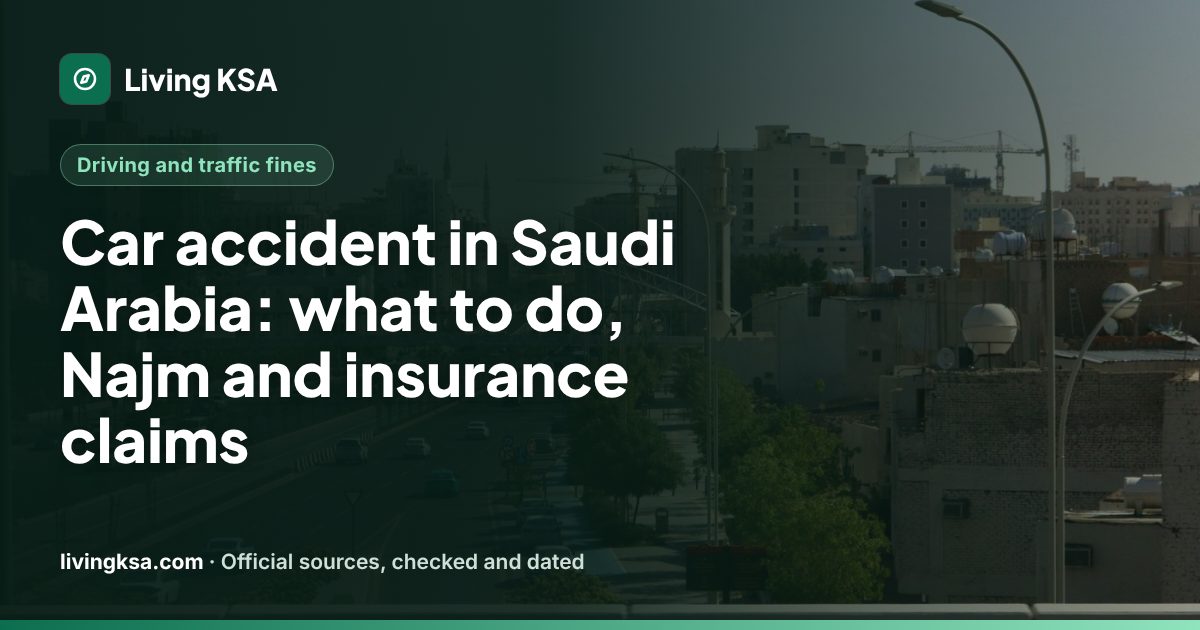 Living KSA
Driving and traffic fines
Car accident in Saudi
Arabia: what to do,
Najm and insurance
claims
livingksa.com · Official sources, checked and dated